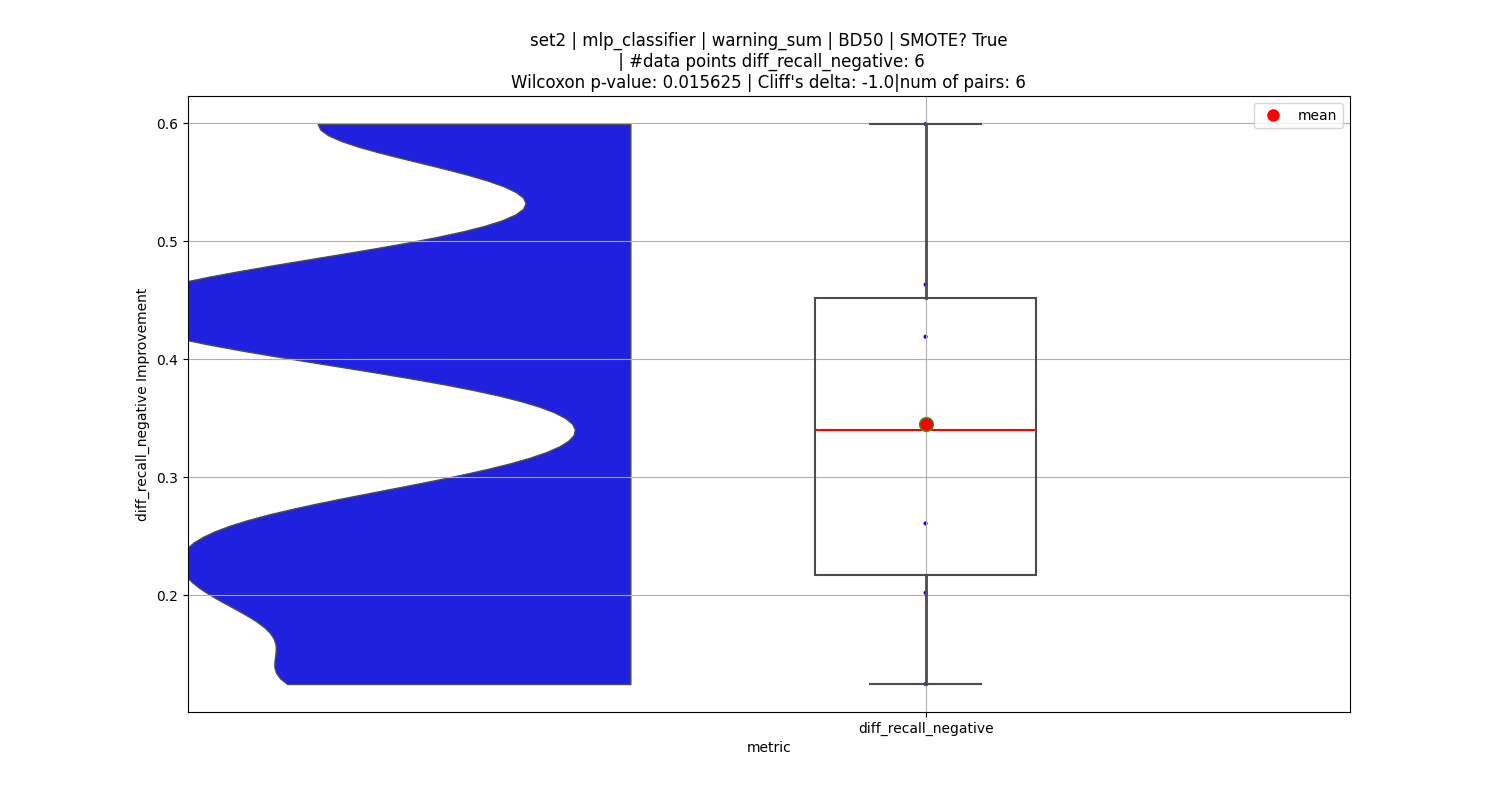 set2 | mlp_classifier | warning_sum | BD50 | SMOTE? True
| #data points diff_recall_negative: 6
Wilcoxon p-value: 0.015625 | Cliff's delta: -1.0|num of pairs: 6
mean
0.6
0.5
0.4
0.3
0.2
diff_recall_negative Improvement
diff_recall_negative
metric